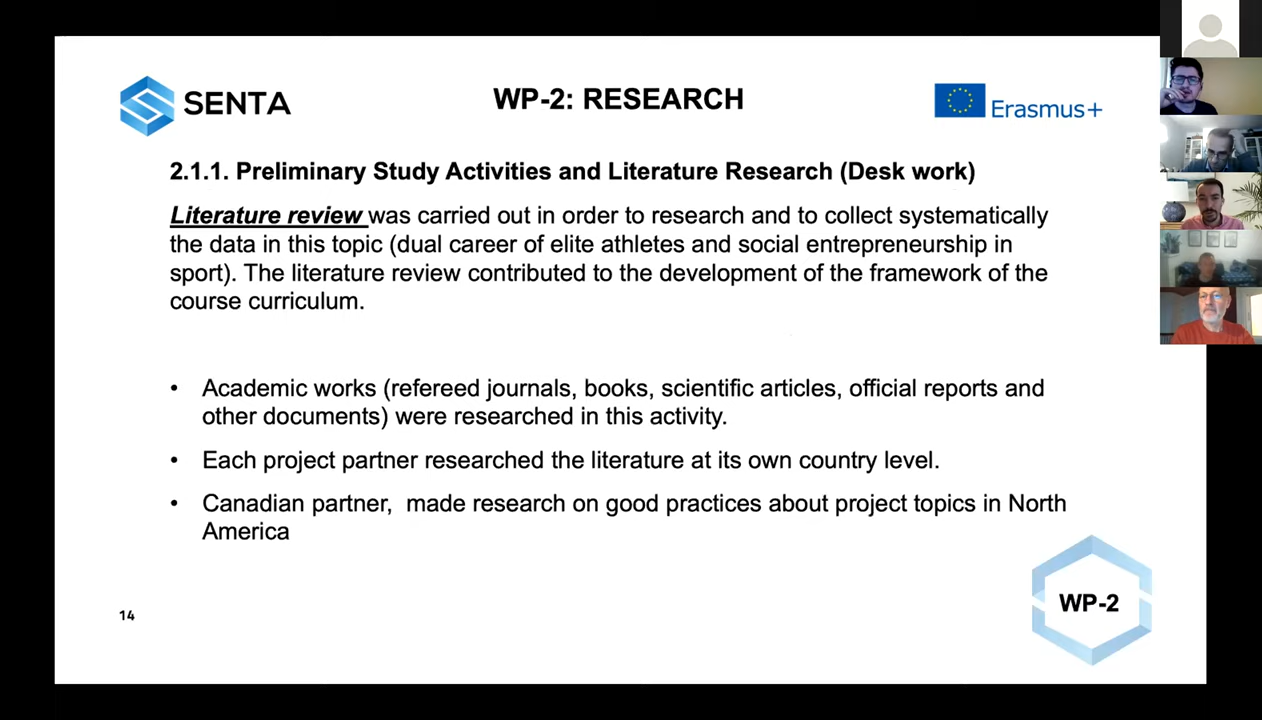 SENTA
WP-2: RESEARCH
Erasmus+
2.1.1. Preliminary Study Activities and Literature Research (Desk work)
Literature review was carried out in order to research and to collect systematically
the data in this topic (dual career of elite athletes and social entrepreneurship in
sport). The literature review contributed to the development of the framework of the
course curriculum.
• Academic works (refereed journals, books, scientific articles, official reports and
other documents) were researched in this activity.
• Each project partner researched the literature at its own country level.
• Canadian partner,  made research on good practices about project topics in North
America
WP-2
14